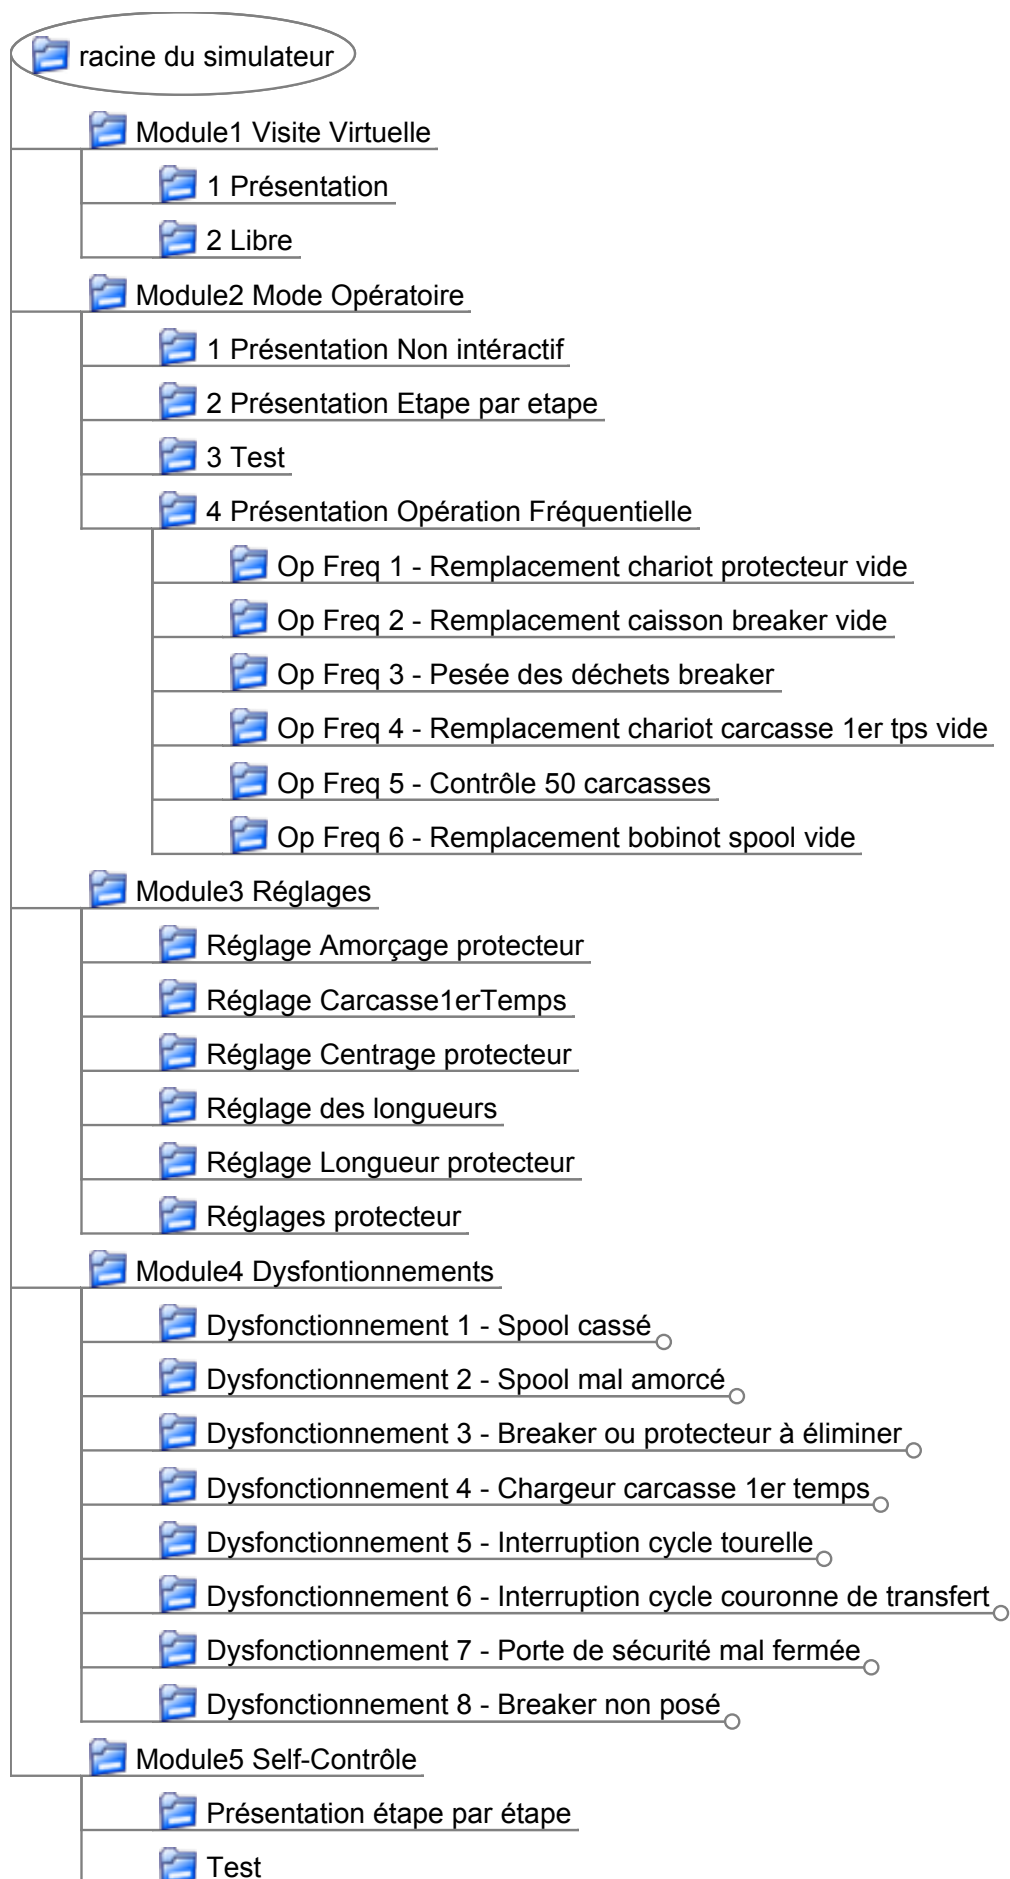 racine du simulateur
Module1 Visite Virtuelle
1 Présentation
2 Libre
Module2 Mode Opératoire
1 Présentation Non intéractif
2 Présentation Etape par etape
3 Test
4 Présentation Opération Fréquentielle
Op Freq 1 - Remplacement chariot protecteur vide
Op Freq 2 - Remplacement caisson breaker vide
Op Freq 3 - Pesée des déchets breaker
Op Freq 4 - Remplacement chariot carcasse 1er tps vide
Op Freq 5 - Contrôle 50 carcasses
Op Freq 6 - Remplacement bobinot spool vide
Module3 Réglages
Réglage Amorçage protecteur
Réglage Carcasse1erTemps
Réglage Centrage protecteur
Réglage des longueurs
Réglage Longueur protecteur
Réglages protecteur
Module4 Dysfontionnements
Dysfonctionnement 1 - Spool cassé
Dysfonctionnement 2 - Spool mal amorcé
Dysfonctionnement 3 - Breaker ou protecteur à éliminer
Dysfonctionnement 4 - Chargeur carcasse 1er temps
Dysfonctionnement 5 - Interruption cycle tourelle
Dysfonctionnement 6 - Interruption cycle couronne de transfert
Dysfonctionnement 7 - Porte de sécurité mal fermée
Dysfonctionnement 8 - Breaker non posé
Module5 Self-Contrôle
Présentation étape par étape
Test